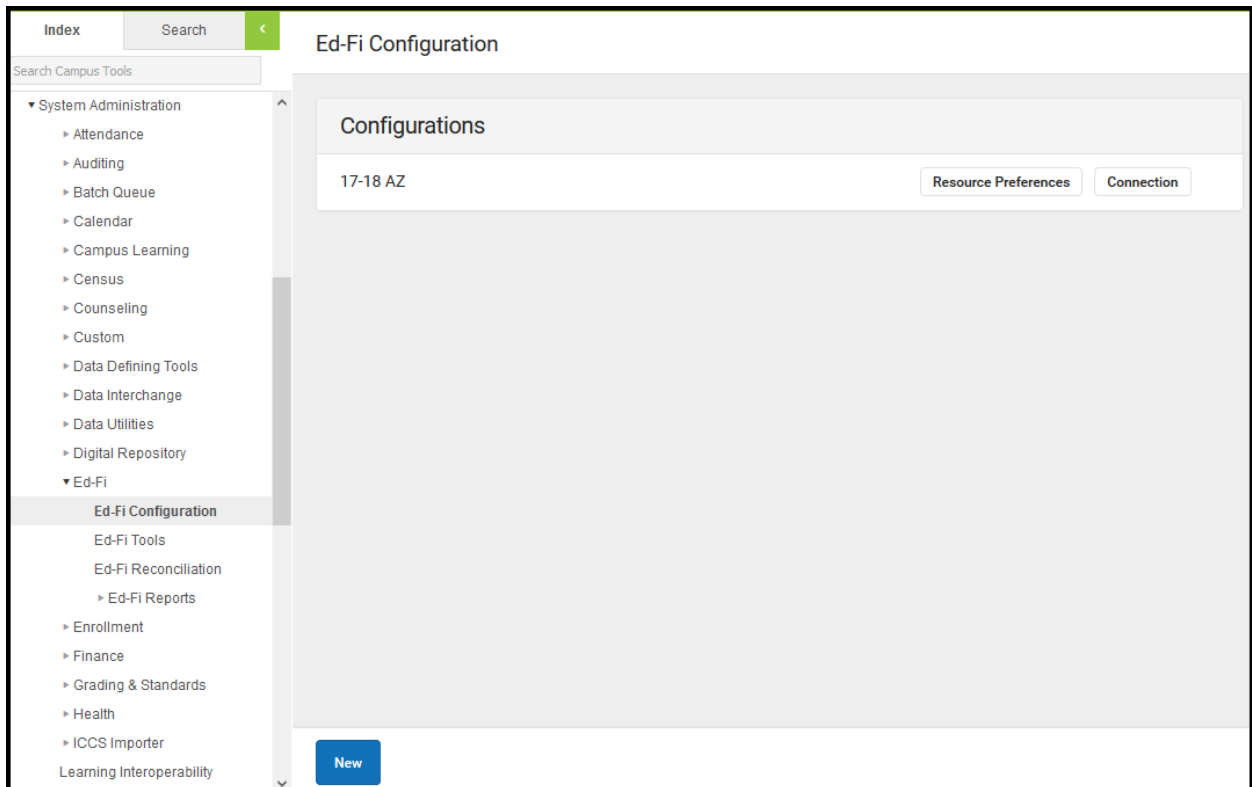 Index
Search
Search Campus Tools
System Administration
Attendance
Auditing
Batch Queue
Calendar
Campus Learning
Census
Counseling
Custom
Data Defining Tools
Data Interchange
Data Utilities
Digital Repository
Ed-Fi
Ed-Fi Configuration
Ed-Fi Tools
Ed-Fi Reconciliation
Ed-Fi Reports
Enrollment
Finance
Grading & Standards
Health
ICCS Importer
Learning Interoperability
Ed-Fi Configuration
Configurations
17-18 AZ
Resource Preferences
Connection
New